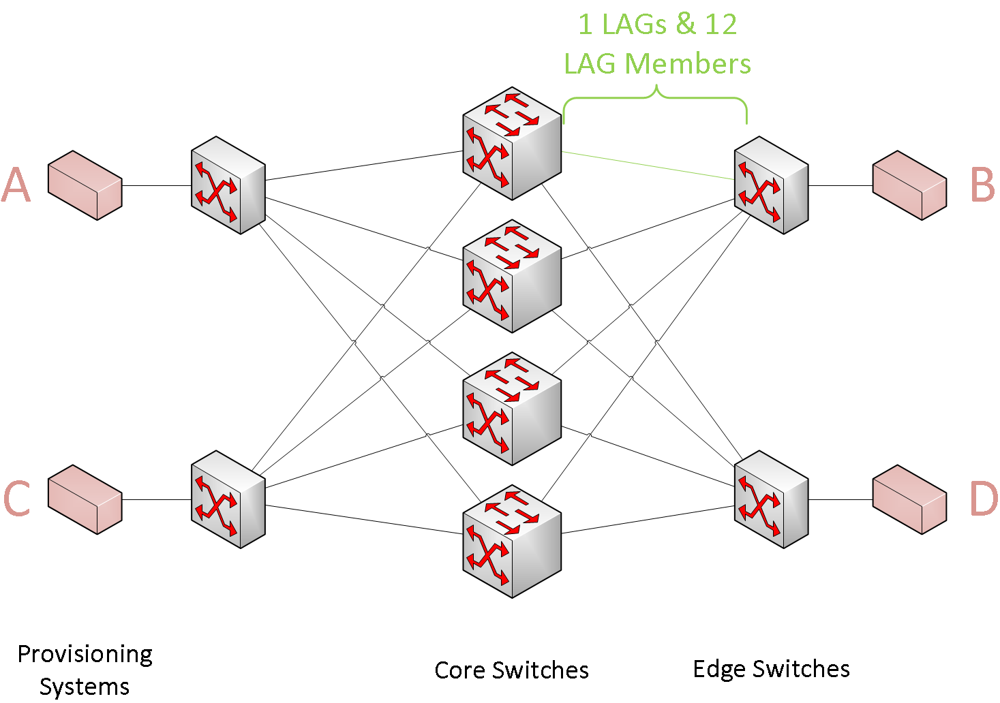 1 LAGs & 12
LAG Members
A
B
C
D
Provisioning
Systems
Core Switches
Edge Switches